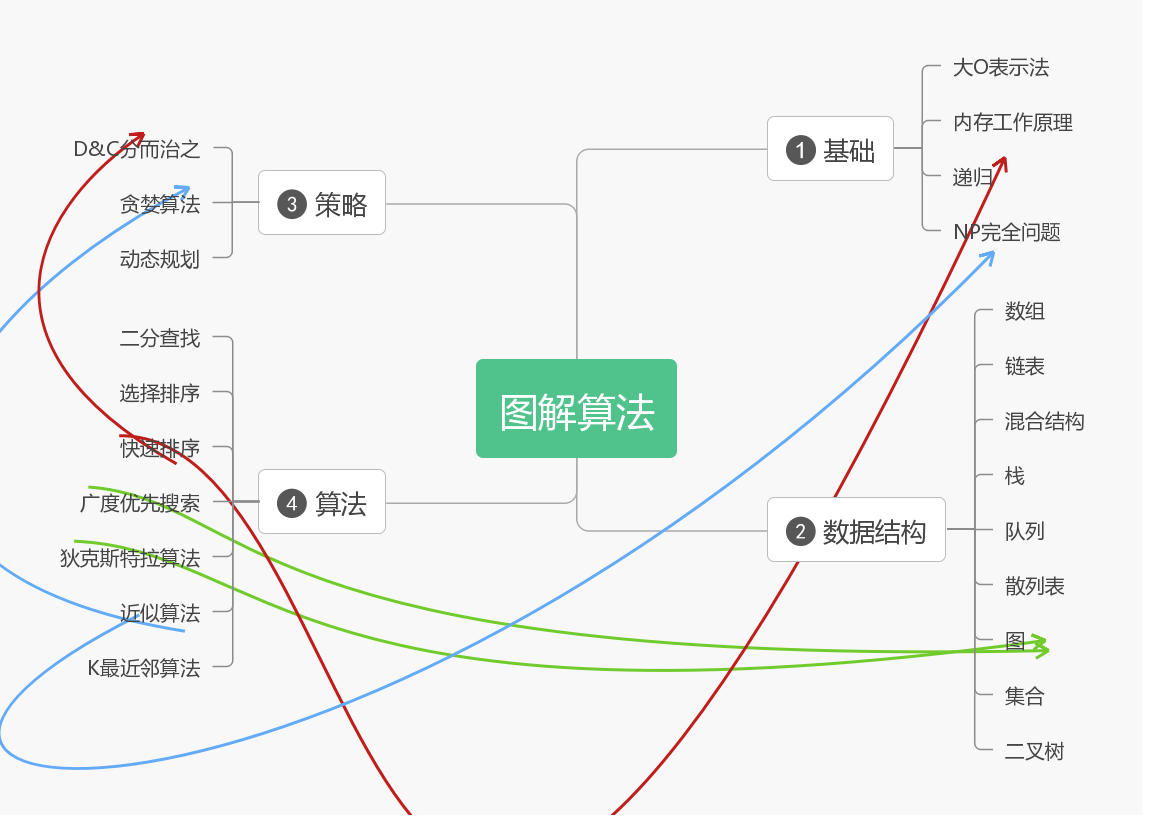 图解算法
1 基础
大O表示法
内存工作原理
递归
NP完全问题
2 数据结构
数组
链表
混合结构
栈
队列
散列表
图
集合
二叉树
3 策略
D&C分而治之
贪婪算法
动态规划
4 算法
二分查找
选择排序
快速排序
广度优先搜索
狄克斯特拉算法
近似算法
K最近邻算法